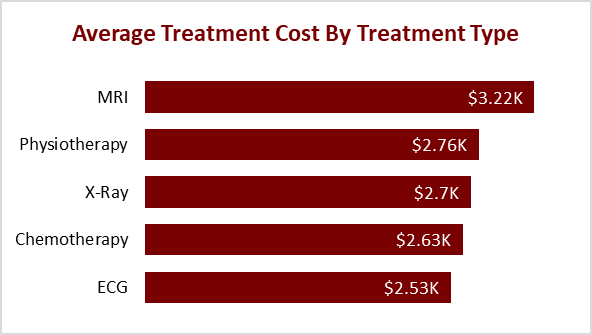 Average Treatment Cost By Treatment Type
MRI $3.22K
Physiotherapy $2.76K
X-Ray $2.7K
Chemotherapy $2.63K
ECG $2.53K